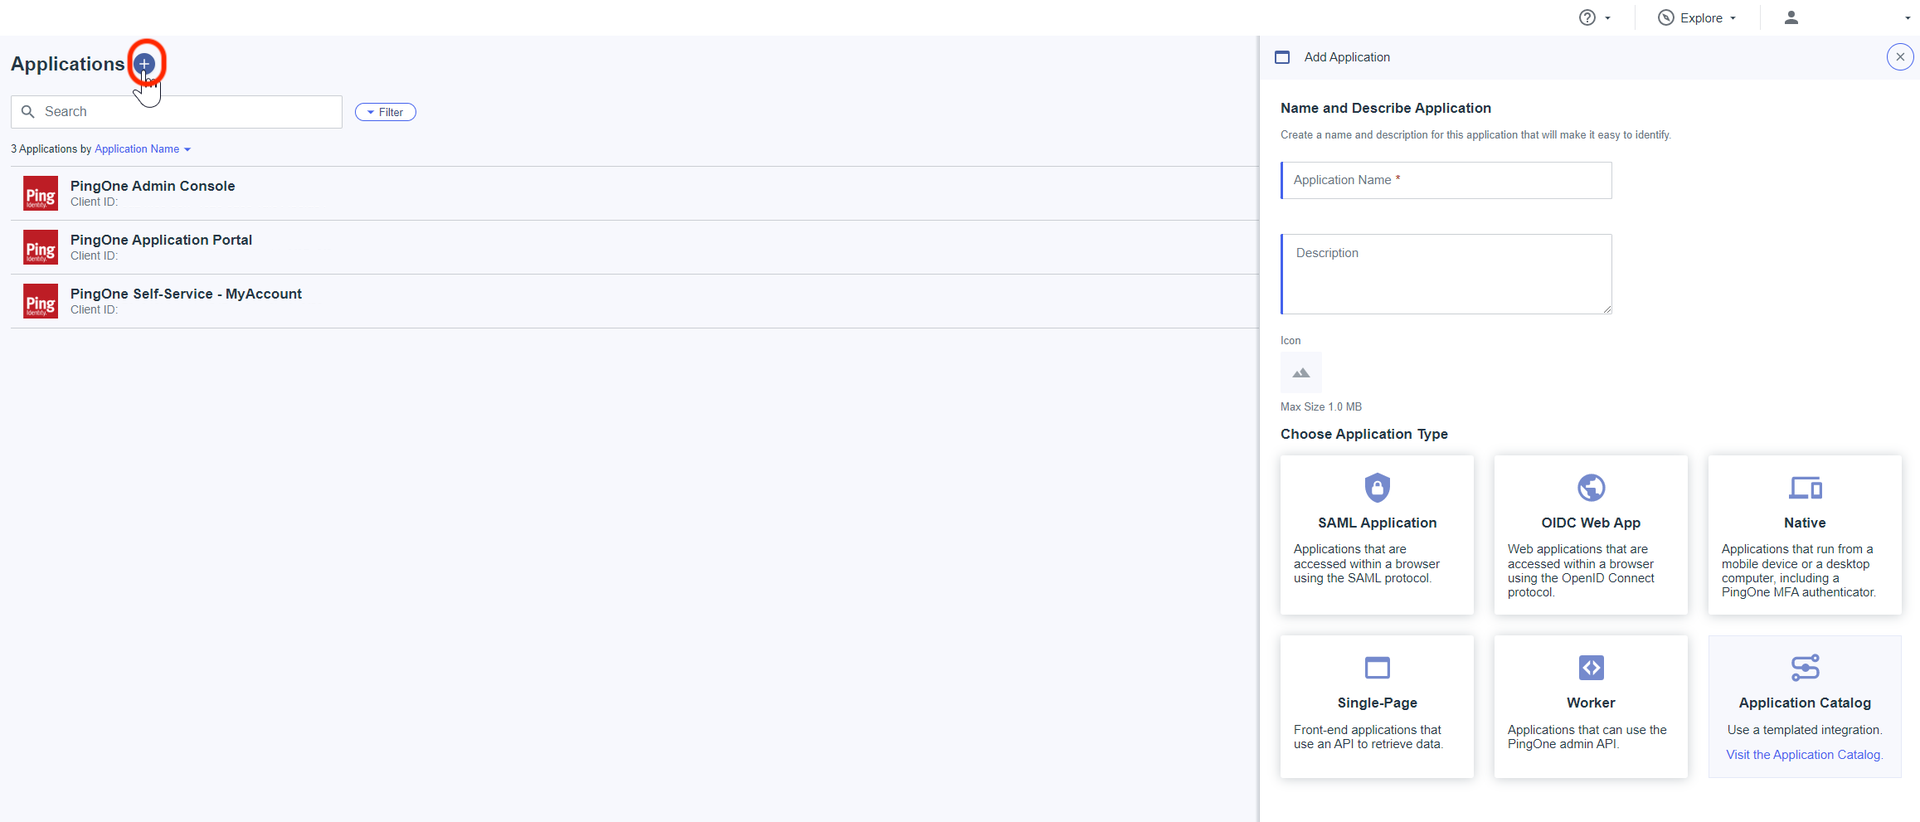 Explore
Applications
Search
Filter
3 Applications by Application Name
Ping
Identity.
PingOne Admin Console
Client ID:
Ping
Identity.
PingOne Application Portal
Client ID:
Ping
Identity.
PingOne Self-Service - MyAccount
Client ID:
Add Application
Name and Describe Application
Create a name and description for this application that will make it easy to identify.
Application Name *
Description
Icon
Max Size 1.0 MB
Choose Application Type
SAML Application
Applications that are
accessed within a browser
using the SAML protocol.
OIDC Web App
Web applications that are
accessed within a browser
using the OpenID Connect
protocol.
Native
Applications that run from a
mobile device or a desktop
computer, including a
PingOne MFA authenticator.
Single-Page
Front-end applications that
use an API to retrieve data.
Worker
Applications that can use the
PingOne admin API.
Application Catalog
Use a templated integration.
Visit the Application Catalog.